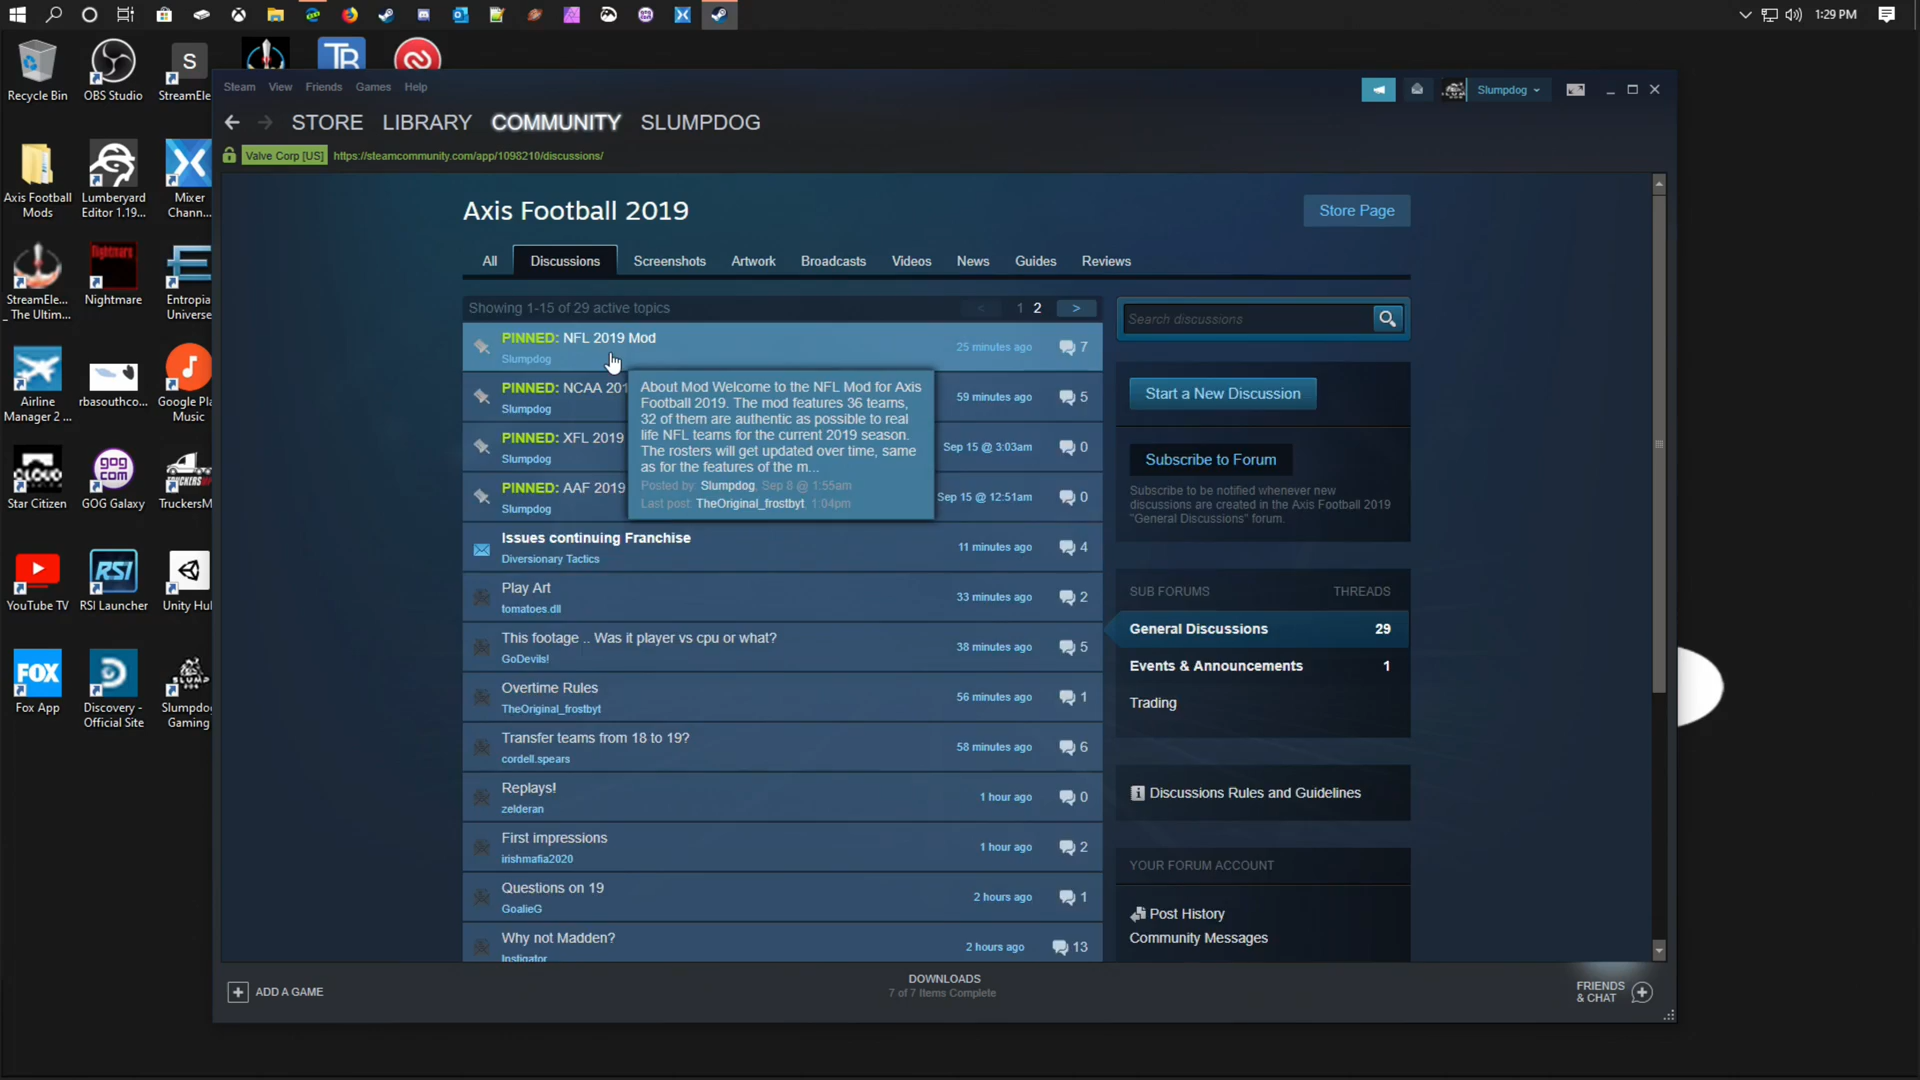 1:29 PM
Recycle Bin
OBS Studio
S
StreamEle...
TR
Steam View Friends Games Help
Slumpdog
STORE LIBRARY COMMUNITY SLUMPDOG
Valve Corp [US] https://steamcommunity.com/app/1098210/discussions/
Axis Football
Mods
Lumberyard
Editor 1.19...
Mixer
Chann...
StreamEle...
_ The Ultim...
Nightmare
Nightmare
Entropia
Universe
Airline
Manager 2 ...
rbasouthco...
Google Play
Music
CLOUD
Star Citizen
gog
com
GOG Galaxy
TruckersM
YouTube TV
RSI
RSI Launcher
Unity Hu
FOX
Fox App
Discovery -
Official Site
SLUMP
DOG
Slumpdo
Gaming
Axis Football 2019
Store Page
All Discussions Screenshots Artwork Broadcasts Videos News Guides Reviews
Showing 1-15 of 29 active topics
< 1 2 >
PINNED: NFL 2019 Mod
Slumpdog
25 minutes ago 7
PINNED: NCAA 201
Slumpdog
59 minutes ago 5
PINNED: XFL 2019
Slumpdog
Sep 15 @ 3:03am 0
PINNED: AAF 2019
Slumpdog
Sep 15 @ 12:51am 0
About Mod Welcome to the NFL Mod for Axis
Football 2019. The mod features 36 teams,
32 of them are authentic as possible to real
life NFL teams for the current 2019 season.
The rosters will get updated over time, same
as for the features of the m...
Posted by: Slumpdog, Sep 8 @ 1:55am
Last post: TheOriginal_frostbyt, 1:04pm
Issues continuing Franchise
Diversionary Tactics
11 minutes ago 4
Play Art
tomatoes.dll
33 minutes ago 2
This footage .. Was it player vs cpu or what?
GoDevils!
38 minutes ago 5
Overtime Rules
TheOriginal_frostbyt
56 minutes ago 1
Transfer teams from 18 to 19?
cordell.spears
58 minutes ago 6
Replays!
zelderan
1 hour ago 0
First impressions
irishmafia2020
1 hour ago 2
Questions on 19
GoalieG
2 hours ago 1
Why not Madden?
Instigator
2 hours ago 13
Search discussions
Start a New Discussion
Subscribe to Forum
Subscribe to be notified whenever new
discussions are created in the Axis Football 2019
"General Discussions" forum.
SUB FORUMS THREADS
General Discussions 29
Events & Announcements 1
Trading
Discussions Rules and Guidelines
YOUR FORUM ACCOUNT
Post History
Community Messages
ADD A GAME
DOWNLOADS
7 of 7 Items Complete
FRIENDS
& CHAT